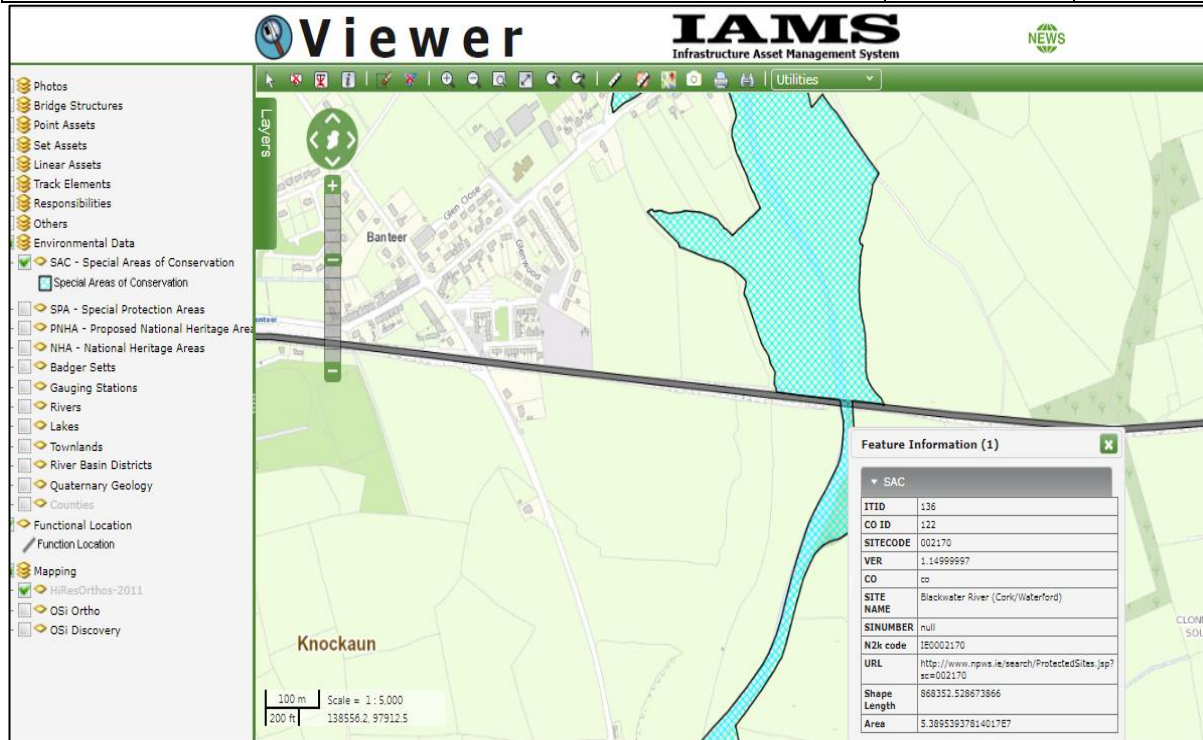 Viewer
IAMS
Infrastructure Asset Management System
NEWS
Utilities
Photos
Bridge Structures
Point Assets
Set Assets
Linear Assets
Track Elements
Responsibilities
Others
Environmental Data
SAC - Special Areas of Conservation
Special Areas of Conservation
SPA - Special Protection Areas
PNHA - Proposed National Heritage Area
NHA - National Heritage Areas
Badger Setts
Gauging Stations
Rivers
Lakes
Townlands
River Basin Districts
Quaternary Geology
Counties
Functional Location
Function Location
Mapping
HiResOrthos-2011
OSi Ortho
OSi Discovery
Layers
Glen Close
Banteer
Glenwood
Knockaun
100 m
200 ft
Scale = 1 : 5,000
138556.2, 97912.5
Feature Information (1)
SAC
ITID 136
CO ID 122
SITECODE 002170
VER 1.14999997
CO co
SITE NAME Blackwater River (Cork/Waterford)
SINUMBER null
N2k code IE0002170
URL http://www.npws.ie/search/ProtectedSites.jsp?
sc=002170
Shape Length 868352.528673866
Area 5.38953937814017E7